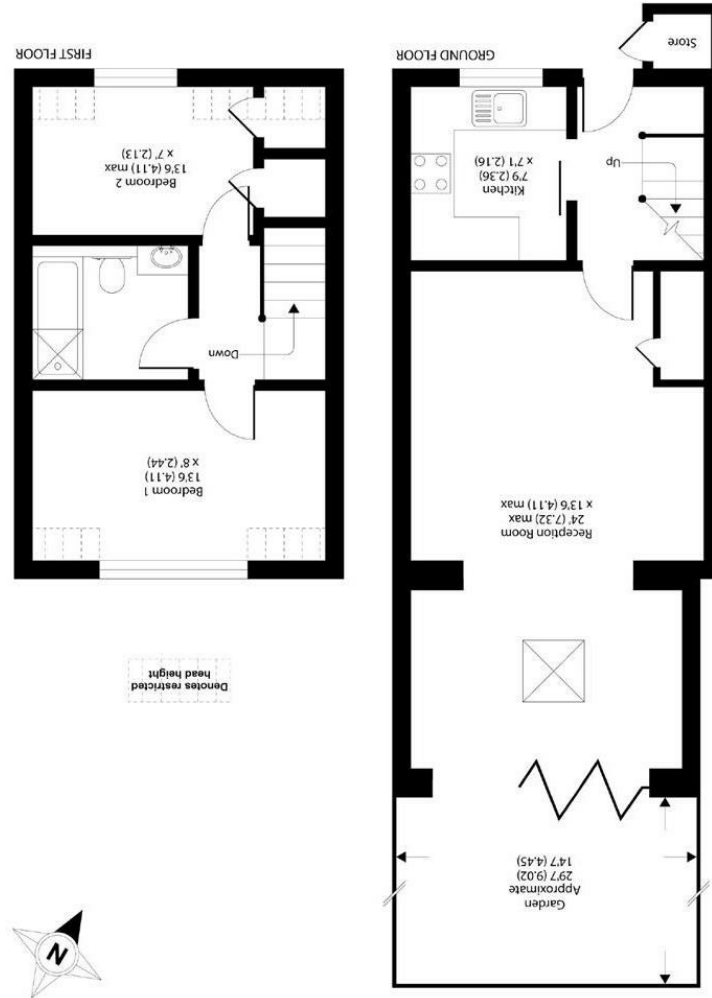 Store
GROUND FLOOR
Kitchen
7'9 (2.36)
x 7'1 (2.16)
Up
Reception Room
24' (7.32) max
x 13'6 (4.11) max
Garden
Approximate
29'7 (9.02)
14'7 (4.45)
FIRST FLOOR
Bedroom 2
13'6 (4.11) max
x 7' (2.13)
Down
Bedroom 1
13'6 (4.11)
x 8' (2.44)
Denotes restricted
head height
N